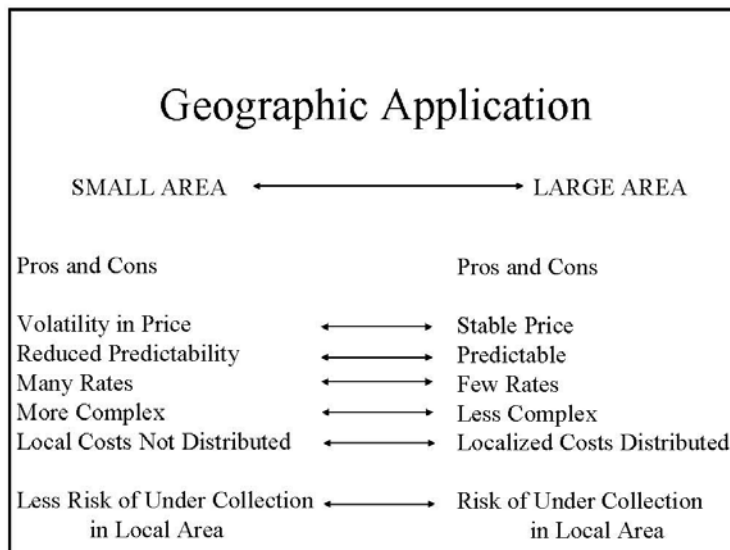 Geographic Application
SMALL AREA LARGE AREA
Pros and Cons Pros and Cons
Volatility in Price Stable Price
Reduced Predictability Predictable
Many Rates Few Rates
More Complex Less Complex
Local Costs Not Distributed Localized Costs Distributed
Less Risk of Under Collection Risk of Under Collection
in Local Area in Local Area